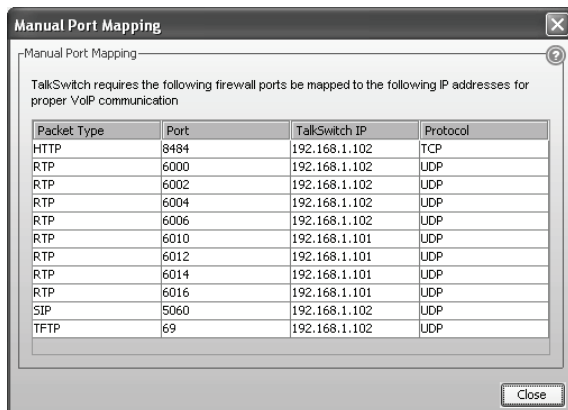 Manual Port Mapping
Manual Port Mapping
TalkSwitch requires the following firewall ports be mapped to the following IP addresses for
proper VoIP communication
Packet Type Port TalkSwitch IP Protocol
HTTP 8484 192.168.1.102 TCP
RTP 6000 192.168.1.102 UDP
RTP 6002 192.168.1.102 UDP
RTP 6004 192.168.1.102 UDP
RTP 6006 192.168.1.102 UDP
RTP 6010 192.168.1.101 UDP
RTP 6012 192.168.1.101 UDP
RTP 6014 192.168.1.101 UDP
RTP 6016 192.168.1.101 UDP
SIP 5060 192.168.1.102 UDP
TFTP 69 192.168.1.102 UDP
Close